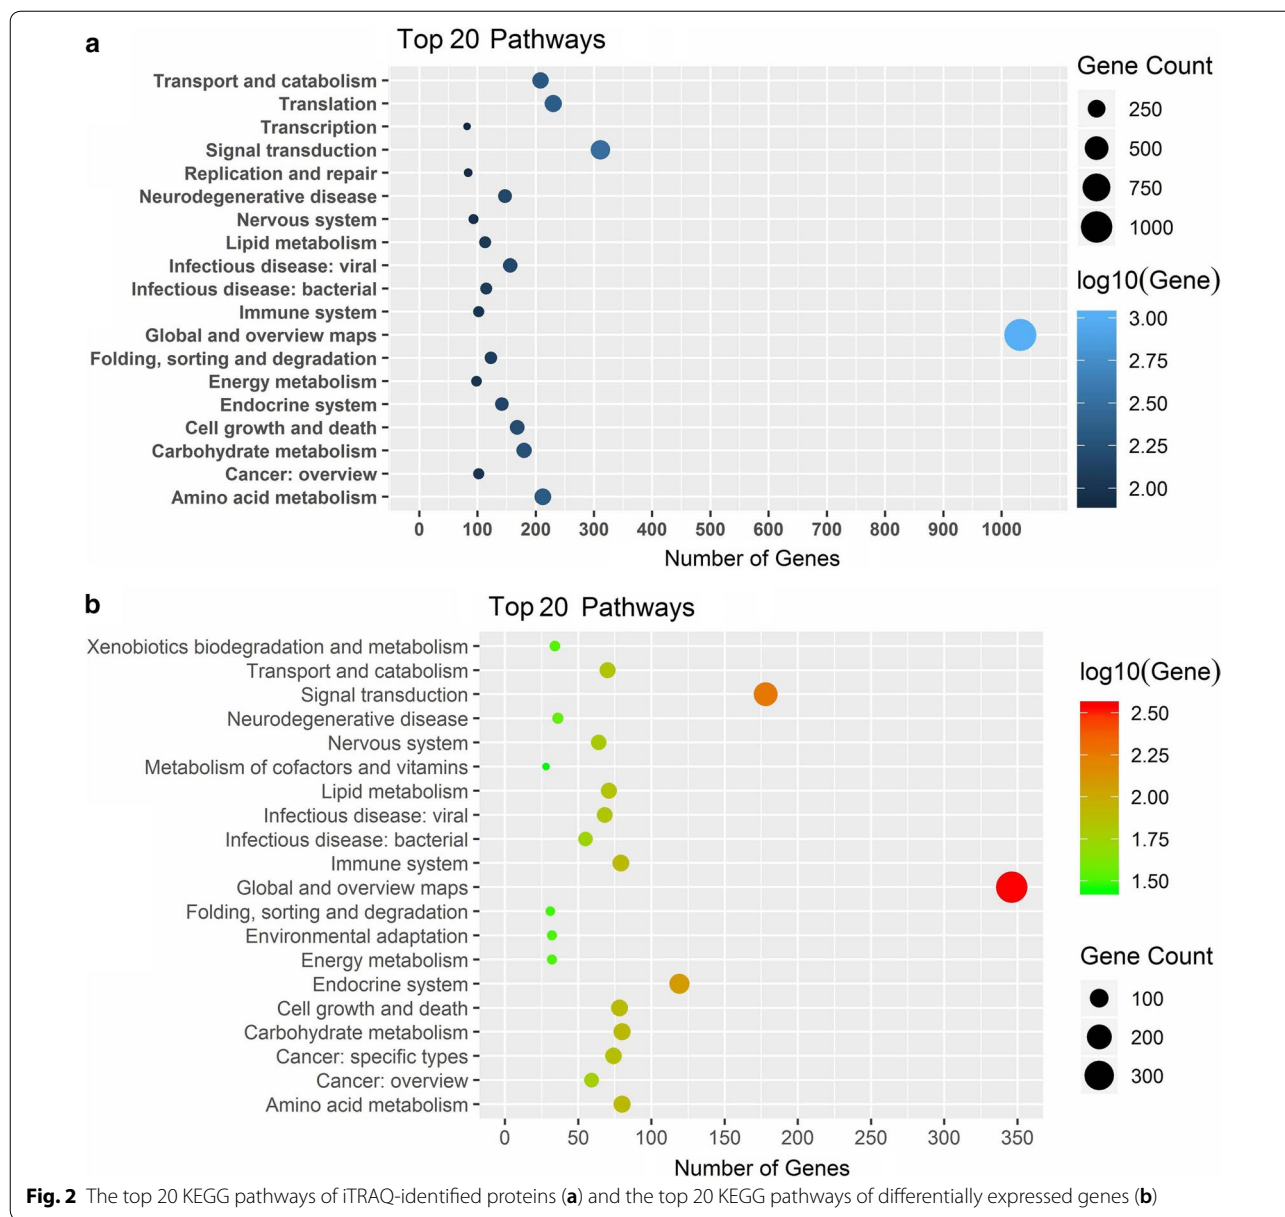 a
Top 20 Pathways
Transport and catabolism
Translation
Transcription
Signal transduction
Replication and repair
Neurodegenerative disease
Nervous system
Lipid metabolism
Infectious disease: viral
Infectious disease: bacterial
Immune system
Global and overview maps
Folding, sorting and degradation
Energy metabolism
Endocrine system
Cell growth and death
Carbohydrate metabolism
Cancer: overview
Amino acid metabolism
0 100 200 300 400 500 600 700 800 900 1000
Number of Genes
Gene Count
250
500
750
1000
log10(Gene)
3.00
2.75
2.50
2.25
2.00
b
Top 20 Pathways
Xenobiotics biodegradation and metabolism
Transport and catabolism
Signal transduction
Neurodegenerative disease
Nervous system
Metabolism of cofactors and vitamins
Lipid metabolism
Infectious disease: viral
Infectious disease: bacterial
Immune system
Global and overview maps
Folding, sorting and degradation
Environmental adaptation
Energy metabolism
Endocrine system
Cell growth and death
Carbohydrate metabolism
Cancer: specific types
Cancer: overview
Amino acid metabolism
0 50 100 150 200 250 300 350
Number of Genes
log10(Gene)
2.50
2.25
2.00
1.75
1.50
Gene Count
100
200
300
Fig. 2 The top 20 KEGG pathways of iTRAQ-identified proteins (a) and the top 20 KEGG pathways of differentially expressed genes (b)